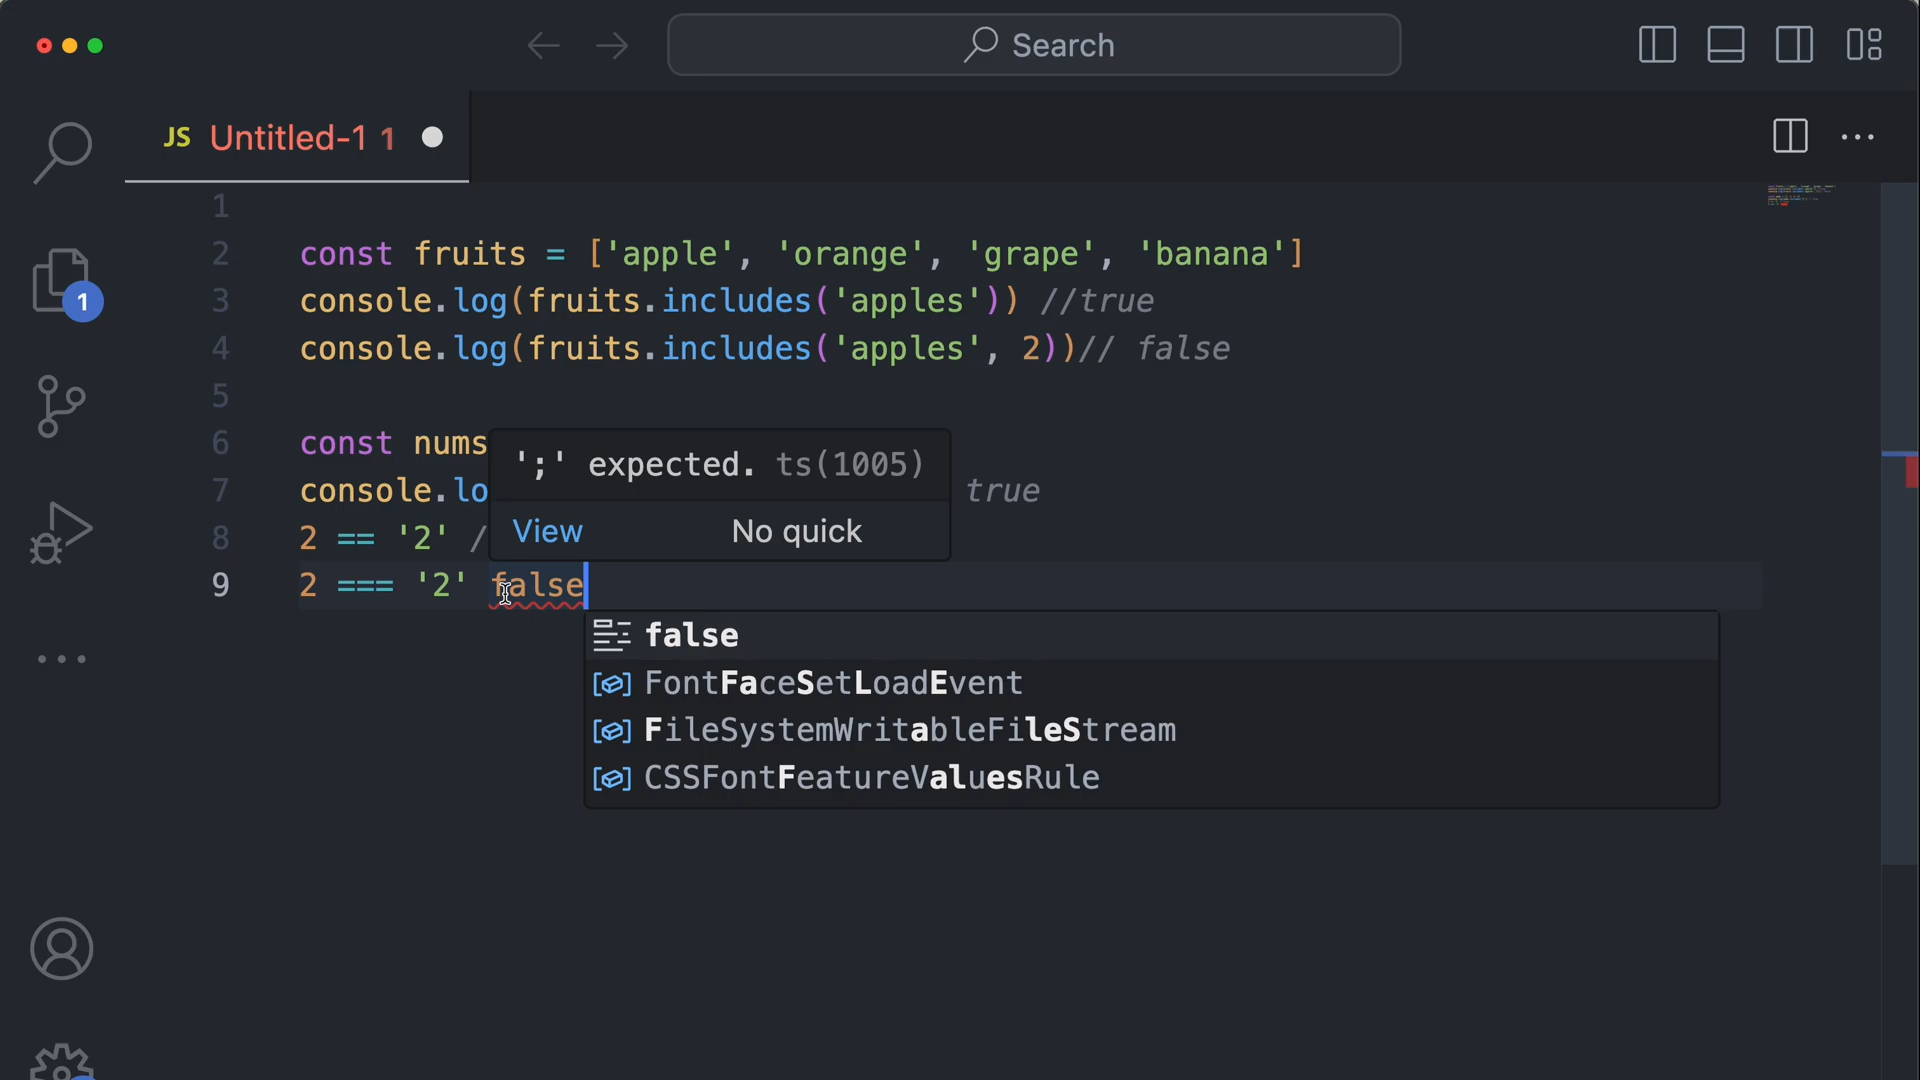 Search
JS Untitled-1 1
1
2 const fruits = ['apple', 'orange', 'grape', 'banana']
3 console.log(fruits.includes('apples')) //true
4 console.log(fruits.includes('apples', 2))// false
5
6 const nums
';' expected. ts(1005)
7 console.lo true
View No quick
8 2 == '2' /
9 2 === '2' false
false
FontFaceSetLoadEvent
FileSystemWritableFileStream
CSSFontFeatureValuesRule
1